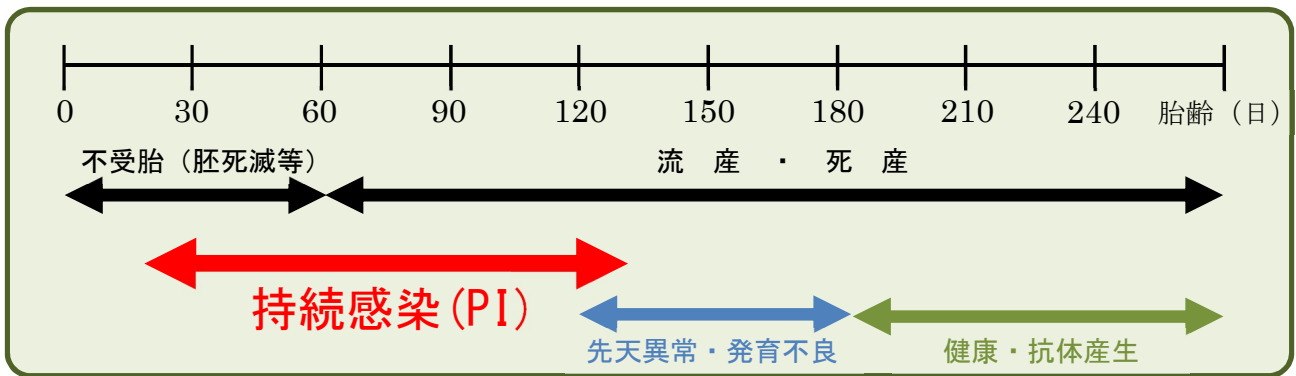 0 30 60 90 120 150 180 210 240 胎齢（日）
不受胎（胚死滅等） 流 産 ・ 死 産
持続感染(PI)
先天異常・発育不良 健康・抗体産生